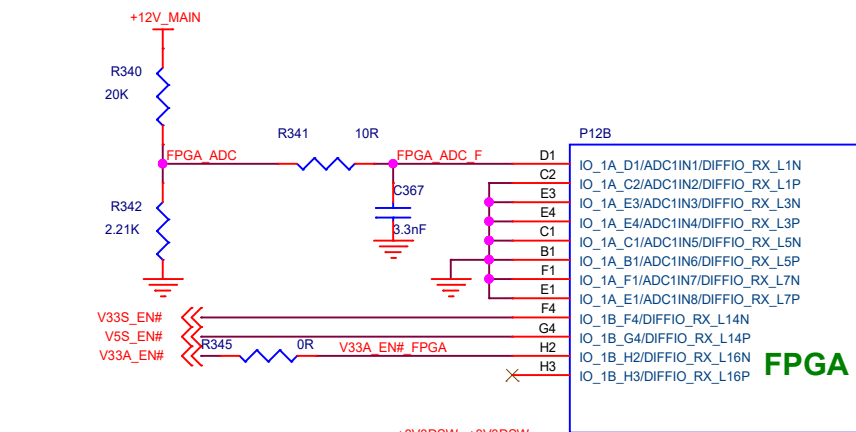 +12V_MAIN
R340
20K
R341 10R
P12B
FPGA_ADC
FPGA_ADC_F
D1 IO_1A_D1/ADC1IN1/DIFFIO_RX_L1N
C2 IO_1A_C2/ADC1IN2/DIFFIO_RX_L1P
C367
E3 IO_1A_E3/ADC1IN3/DIFFIO_RX_L3N
R342
E4 IO_1A_E4/ADC1IN4/DIFFIO_RX_L3P
2.21K
3.3nF
C1 IO_1A_C1/ADC1IN5/DIFFIO_RX_L5N
B1 IO_1A_B1/ADC1IN6/DIFFIO_RX_L5P
F1 IO_1A_F1/ADC1IN7/DIFFIO_RX_L7N
E1 IO_1A_E1/ADC1IN8/DIFFIO_RX_L7P
V33S_EN# F4 IO_1B_F4/DIFFIO_RX_L14N
V5S_EN# G4 IO_1B_G4/DIFFIO_RX_L14P
V33A_EN# R345 0R V33A_EN#_FPGA H2 IO_1B_H2/DIFFIO_RX_L16N
H3 IO_1B_H3/DIFFIO_RX_L16P
FPGA